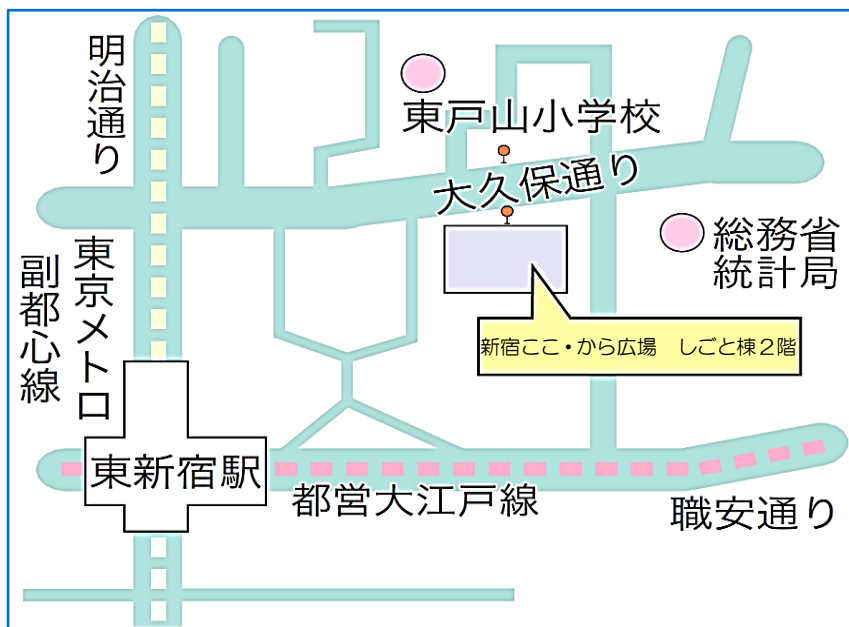 明治通り
東戸山小学校
大久保通り
総務省
統計局
東京メトロ
副都心線
新宿ここ・から広場　しごと棟２階
東新宿駅
都営大江戸線
職安通り